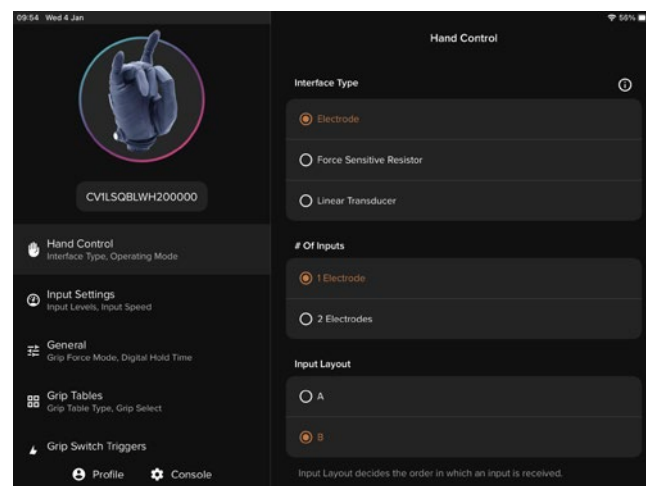 09:54 Wed 4 Jan
56%
CV1LSQBLWH200000
Hand Control
Interface Type, Operating Mode
Input Settings
Input Levels, Input Speed
General
Grip Force Mode, Digital Hold Time
Grip Tables
Grip Table Type, Grip Select
Grip Switch Triggers
Profile
Console
Hand Control
Interface Type
Electrode
Force Sensitive Resistor
Linear Transducer
# Of Inputs
1 Electrode
2 Electrodes
Input Layout
A
B
Input Layout decides the order in which an input is received.